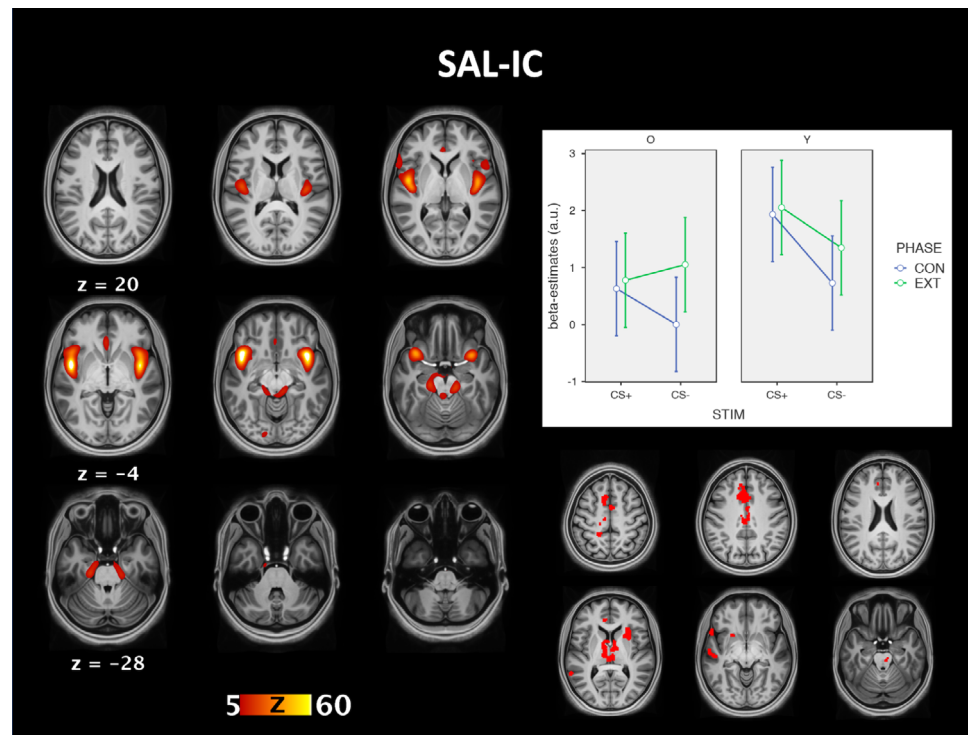 SAL-IC
z = 20
z = -4
z = -28
5 Z 60
O Y
beta-estimates (a.u.)
3
2
1
0
-1
CS+ CS- CS+ CS-
STIM
PHASE
CON
EXT